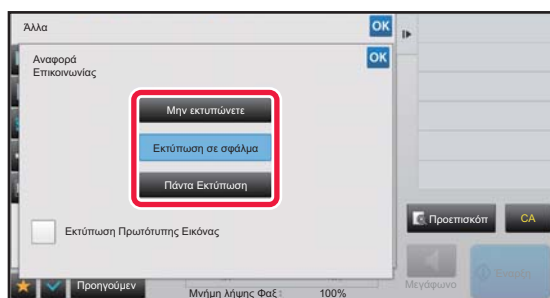 Άλλα
OK
Αναφορά
Επικοινωνίας
OK
Μην εκτυπώνετε
Εκτύπωση σε σφάλμα
Πάντα Εκτύπωση
Εκτύπωση Πρωτότυπης Εικόνας
Προεπισκόπ
CA
Μεγάφωνο
Έναρξη
Προηγούμεν
Μνήμη λήψης Φαξ : 100%